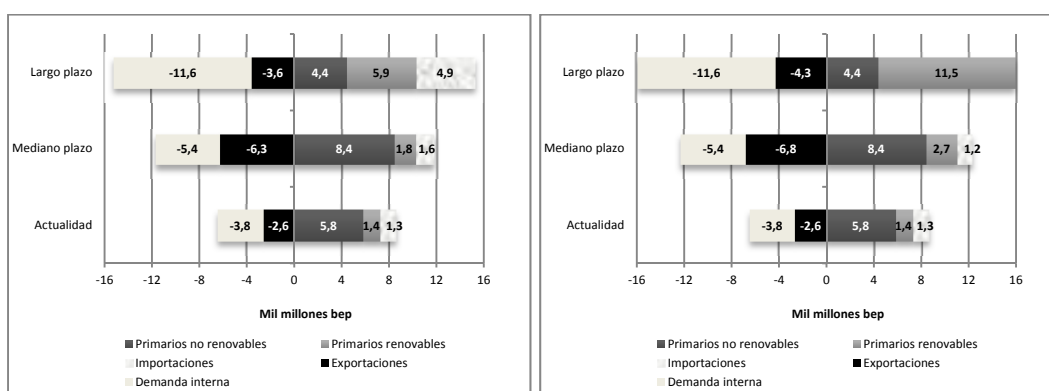 Largo plazo
-11,6 -3,6 4,4 5,9 4,9
Mediano plazo
-5,4 -6,3 8,4 1,8 1,6
Actualidad
-3,8 -2,6 5,8 1,4 1,3
-16 -12 -8 -4 0 4 8 12 16
Mil millones bep
Primarios no renovables Primarios renovables
Importaciones Exportaciones
Demanda interna
Largo plazo
-11,6 -4,3 4,4 11,5
Mediano plazo
-5,4 -6,8 8,4 2,7 1,2
Actualidad
-3,8 -2,6 5,8 1,4 1,3
-16 -12 -8 -4 0 4 8 12 16
Mil millones bep
Primarios no renovables Primarios renovables
Importaciones Exportaciones
Demanda interna